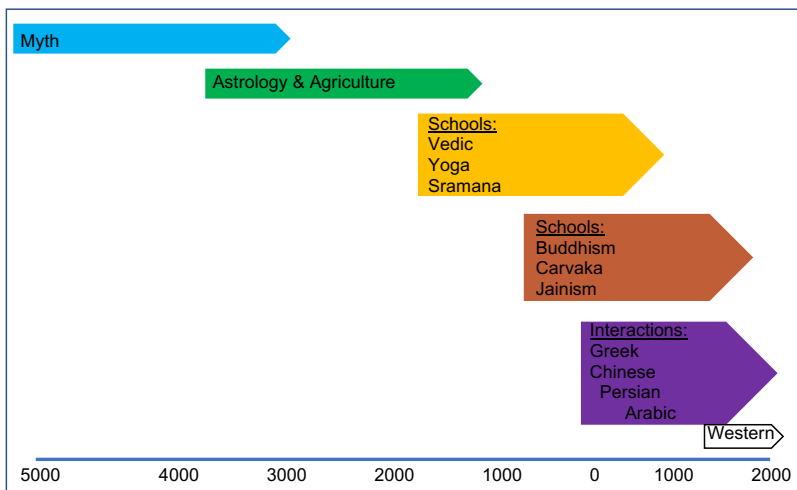 Myth
Astrology & Agriculture
Schools:
Vedic
Yoga
Sramana
Schools:
Buddhism
Carvaka
Jainism
Interactions:
Greek
Chinese
Persian
Arabic
Western
5000 4000 3000 2000 1000 0 1000 2000